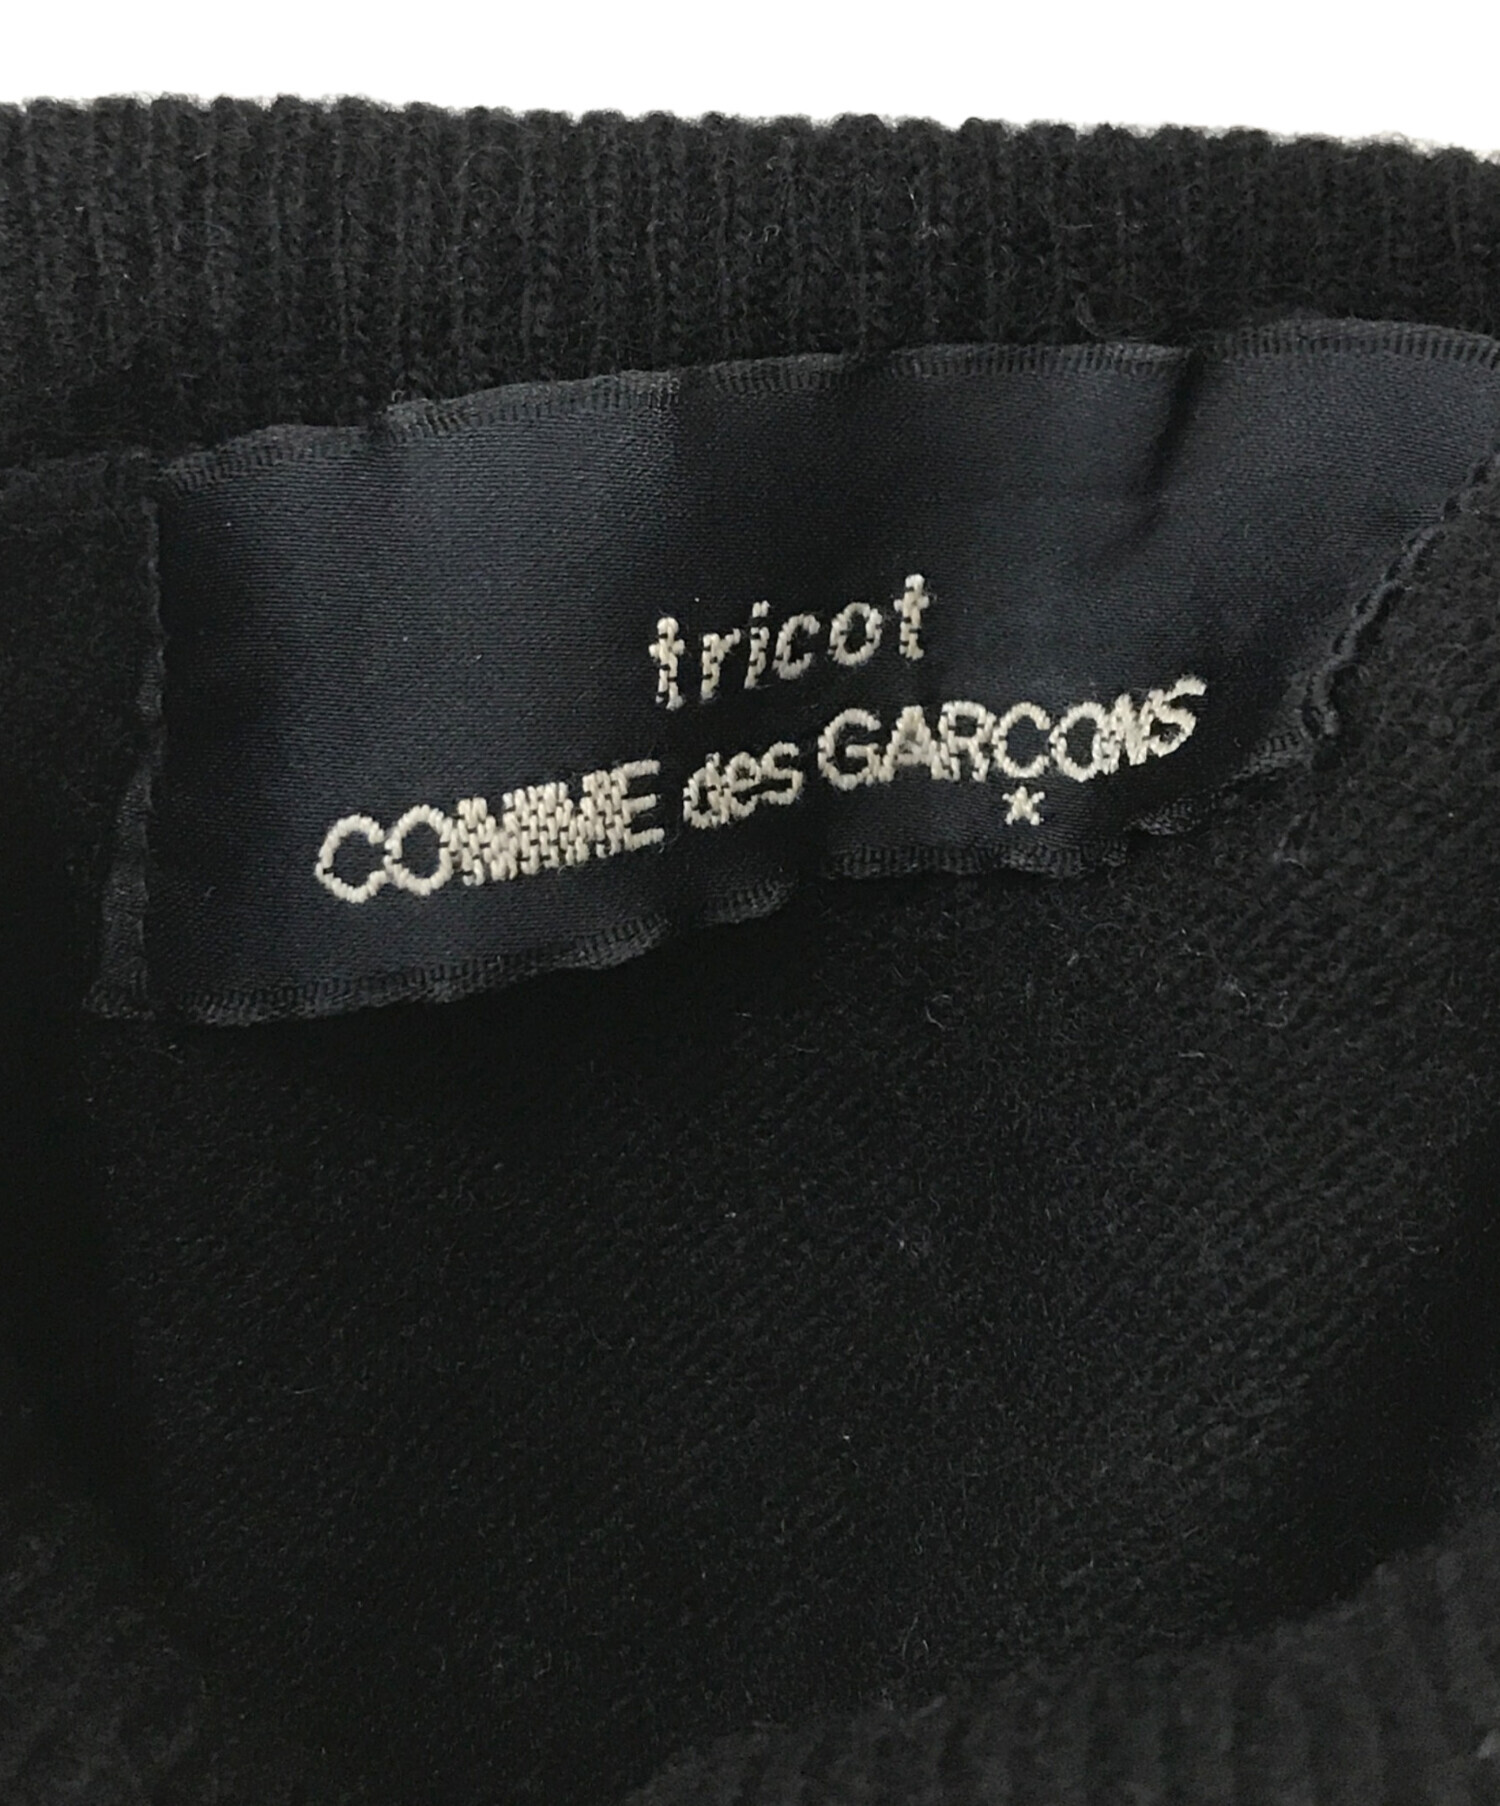 tricot
COMME des GARCONS
*